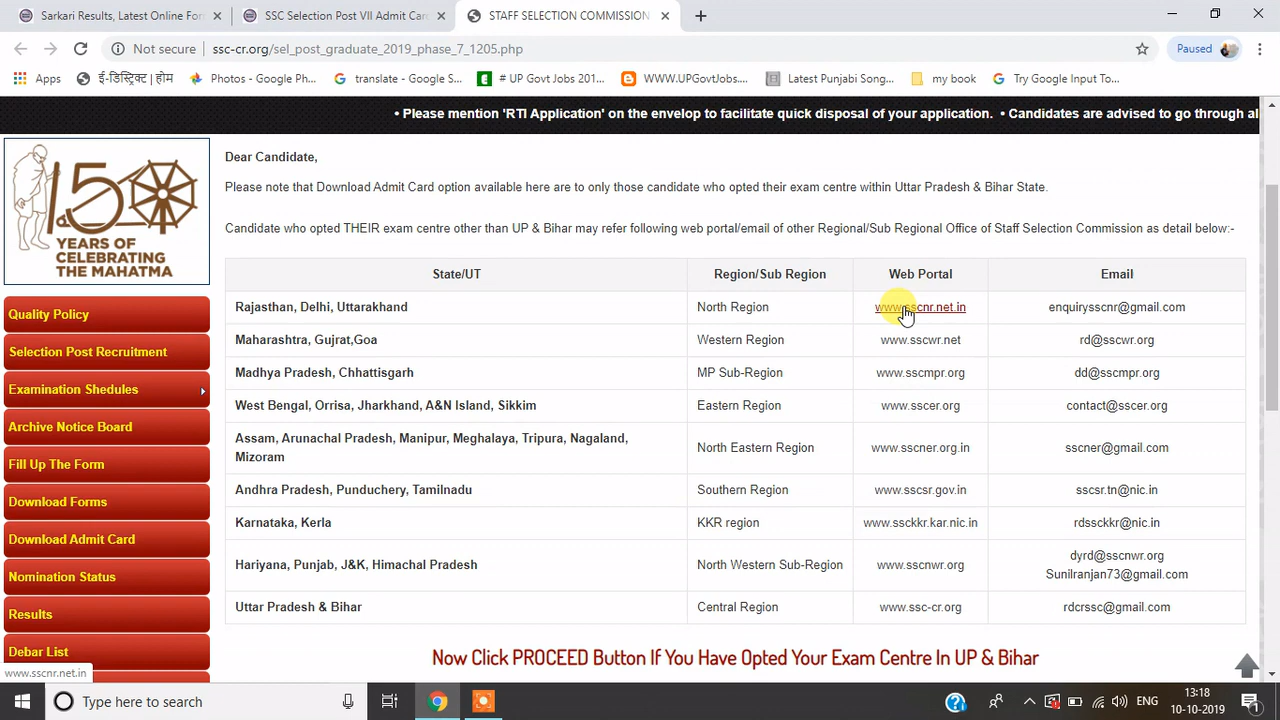 Sarkari Results, Latest Online For
SSC Selection Post VII Admit Card
STAFF SELECTION COMMISSION
Not secure
ssc-cr.org/sel_post_graduate_2019_phase_7_1205.php
Paused
Apps
ई-डिस्ट्रिक्ट | होम
Photos - Google Ph...
translate - Google S...
# UP Govt Jobs 201...
WWW.UPGovtJobs....
Latest Punjabi Song...
my book
Try Google Input To...
• Please mention 'RTI Application' on the envelop to facilitate quick disposal of your application. • Candidates are advised to go through al
150
YEARS OF
CELEBRATING
THE MAHATMA
Quality Policy
Selection Post Recruitment
Examination Shedules
Archive Notice Board
Fill Up The Form
Download Forms
Download Admit Card
Nomination Status
Results
Debar List
Dear Candidate,
Please note that Download Admit Card option available here are to only those candidate who opted their exam centre within Uttar Pradesh & Bihar State.
Candidate who opted THEIR exam centre other than UP & Bihar may refer following web portal/email of other Regional/Sub Regional Office of Staff Selection Commission as detail below:-
State/UT Region/Sub Region Web Portal Email
Rajasthan, Delhi, Uttarakhand North Region www.sscnr.net.in enquirysscnr@gmail.com
Maharashtra, Gujrat,Goa Western Region www.sscwr.net rd@sscwr.org
Madhya Pradesh, Chhattisgarh MP Sub-Region www.sscmpr.org dd@sscmpr.org
West Bengal, Orrisa, Jharkhand, A&N Island, Sikkim Eastern Region www.sscer.org contact@sscer.org
Assam, Arunachal Pradesh, Manipur, Meghalaya, Tripura, Nagaland,
Mizoram North Eastern Region www.sscner.org.in sscner@gmail.com
Andhra Pradesh, Punduchery, Tamilnadu Southern Region www.sscsr.gov.in sscsr.tn@nic.in
Karnataka, Kerla KKR region www.ssckkr.kar.nic.in rdssckkr@nic.in
Hariyana, Punjab, J&K, Himachal Pradesh North Western Sub-Region www.sscnwr.org dyrd@sscnwr.org
Sunilranjan73@gmail.com
Uttar Pradesh & Bihar Central Region www.ssc-cr.org rdcrssc@gmail.com
Now Click PROCEED Button If You Have Opted Your Exam Centre In UP & Bihar
www.sscnr.net.in
Type here to search
ENG
13:18
10-10-2019
1